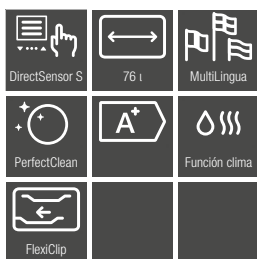 DirectSensor S
76 ℓ
MultiLingua
PerfectClean
A+
Función clima
FlexiClip